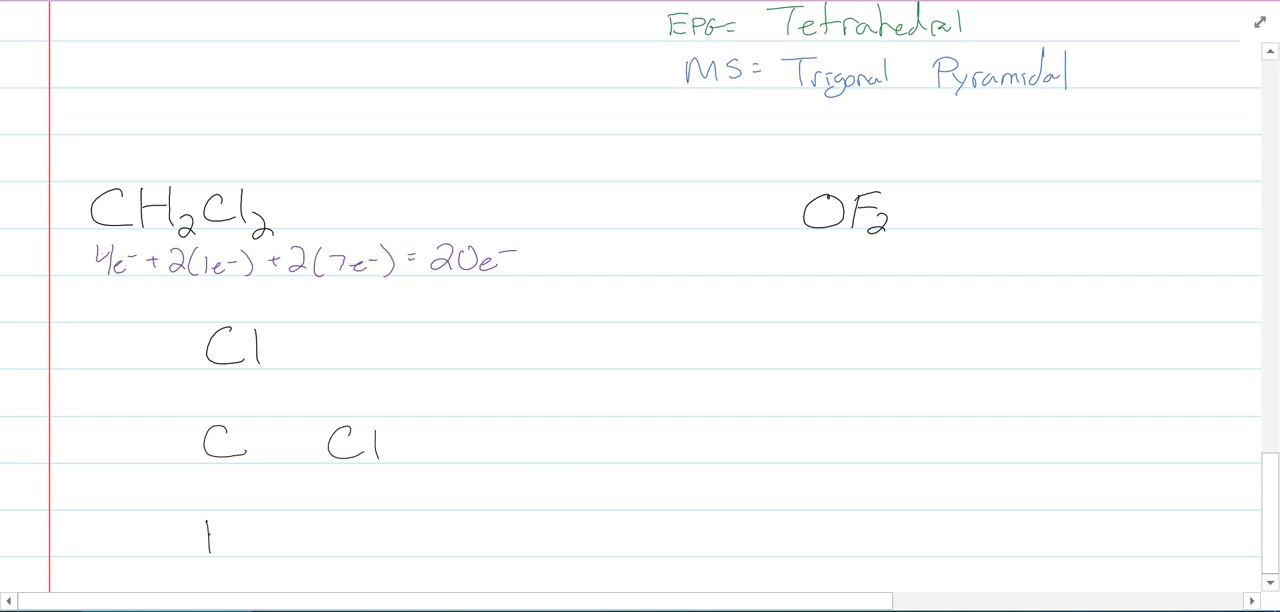 EPG= Tetrahedral
MS= Trigonal Pyramidal
CH₂Cl₂ OF₂
4e⁻ + 2(1e⁻) + 2(7e⁻) = 20e⁻
Cl
C Cl